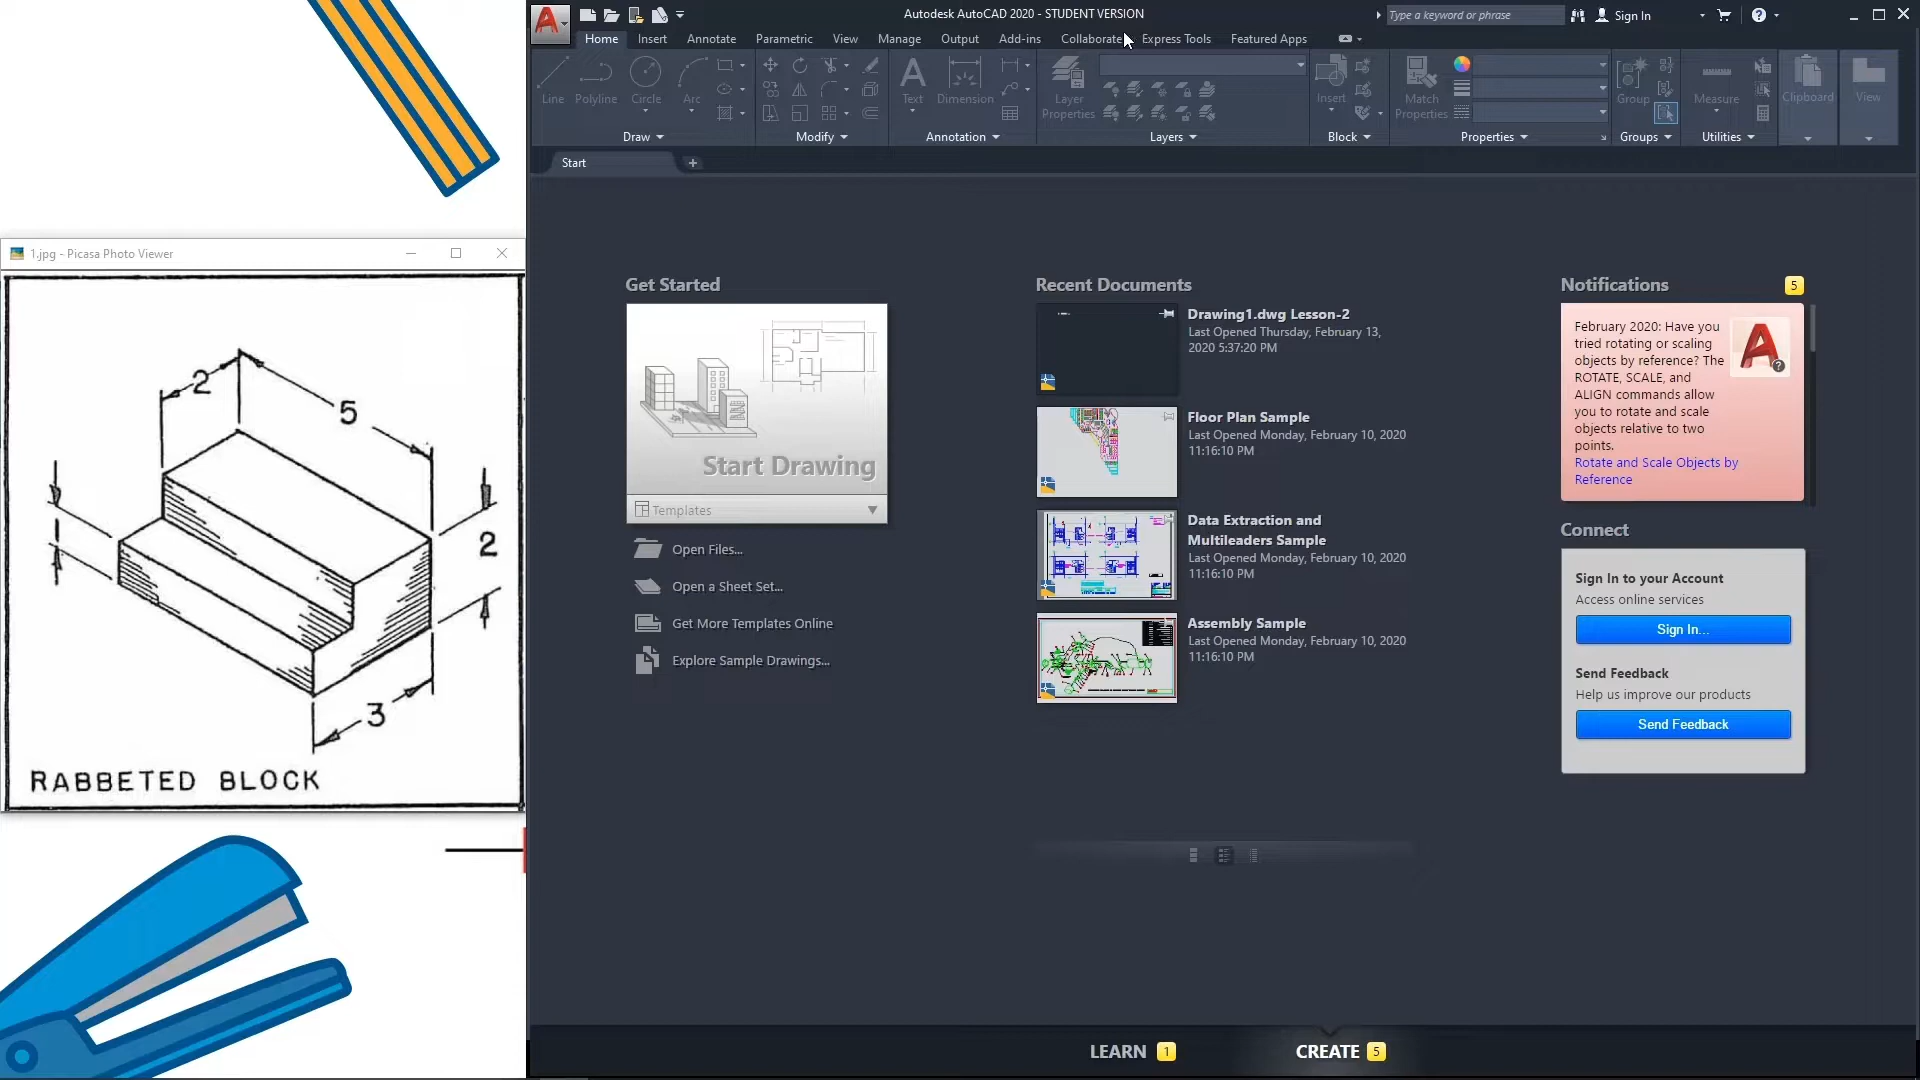 Autodesk AutoCAD 2020 - STUDENT VERSION
Type a keyword or phrase
Sign In
Home
Insert
Annotate
Parametric
View
Manage
Output
Add-ins
Collaborate
Express Tools
Featured Apps
Line
Polyline
Circle
Arc
Text
Dimension
Layer
Properties
Insert
Match
Properties
Group
Measure
Clipboard
View
Draw
Modify
Annotation
Layers
Block
Properties
Groups
Utilities
Start
1.jpg - Picasa Photo Viewer
2
5
1
2
3
RABBETED BLOCK
Get Started
Start Drawing
Templates
Open Files...
Open a Sheet Set...
Get More Templates Online
Explore Sample Drawings...
Recent Documents
Drawing1.dwg Lesson-2
Last Opened Thursday, February 13,
2020 5:37:20 PM
Floor Plan Sample
Last Opened Monday, February 10, 2020
11:16:10 PM
Data Extraction and
Multileaders Sample
Last Opened Monday, February 10, 2020
11:16:10 PM
Assembly Sample
Last Opened Monday, February 10, 2020
11:16:10 PM
Notifications
5
February 2020: Have you
tried rotating or scaling
objects by reference? The
ROTATE, SCALE, and
ALIGN commands allow
you to rotate and scale
objects relative to two
points.
Rotate and Scale Objects by
Reference
Connect
Sign In to your Account
Access online services
Sign In...
Send Feedback
Help us improve our products
Send Feedback
LEARN 1
CREATE 5